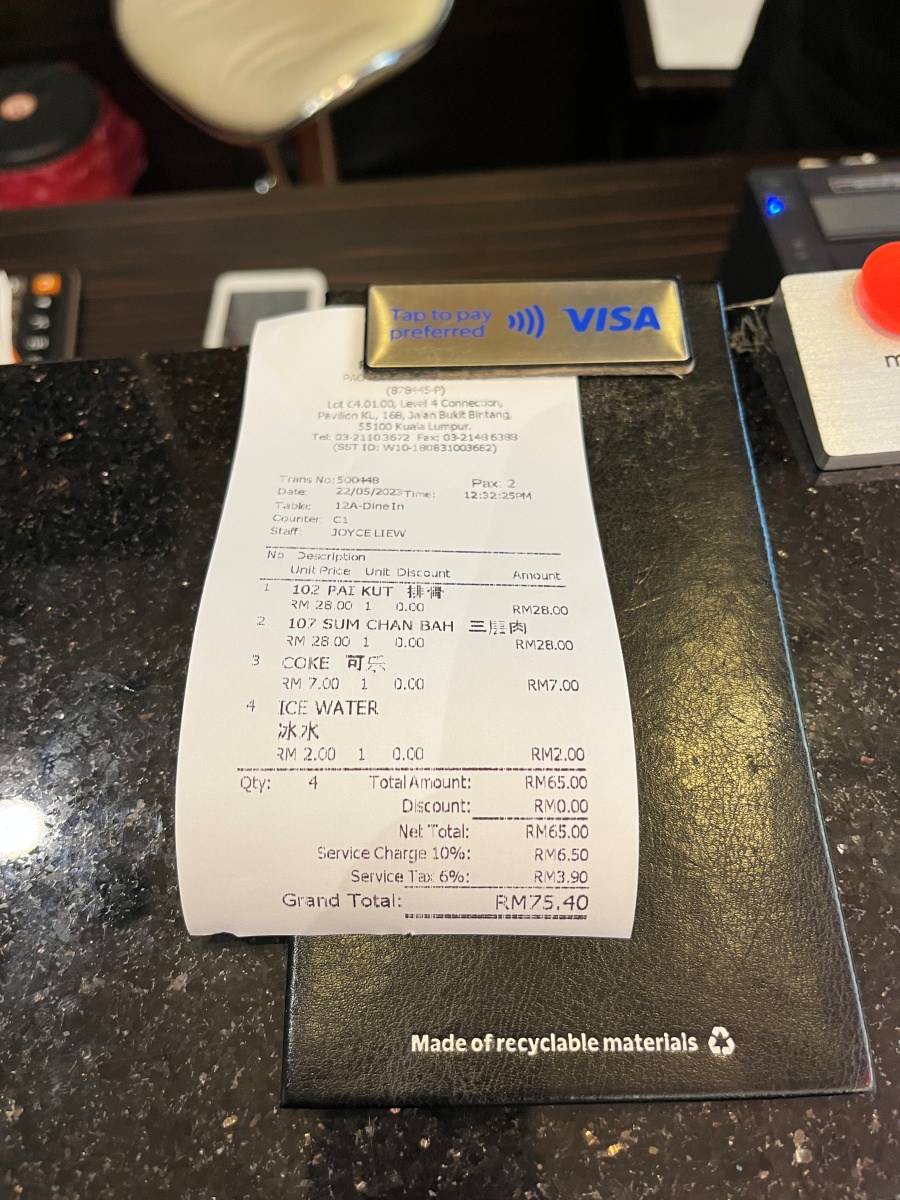 Tap to pay
preferred
VISA
(878445-P)
Lot C4.01.00, Level 4 Connection,
Pavilion KL, 168, Jalan Bukit Bintang,
55100 Kuala Lumpur.
Tel: 03-21103672 Fax: 03-21486388
(SST ID: W10-180831003662)
Trans No: 500448 Pax: 2
Date: 22/05/2023 Time: 12:32:25PM
Table: 12A-Dine In
Counter: C1
Staff: JOYCE LIEW
No Description
Unit Price Unit Discount Amount
1 102 PAI KUT 排骨
RM 28.00 1 0.00 RM28.00
2 107 SUM CHAN BAH 三层肉
RM 28.00 1 0.00 RM28.00
3 COKE 可乐
RM 7.00 1 0.00 RM7.00
4 ICE WATER
冰水
RM 2.00 1 0.00 RM2.00
Qty: 4 Total Amount: RM65.00
Discount: RM0.00
Net Total: RM65.00
Service Charge 10%: RM6.50
Service Tax 6%: RM3.90
Grand Total: RM75.40
Made of recyclable materials